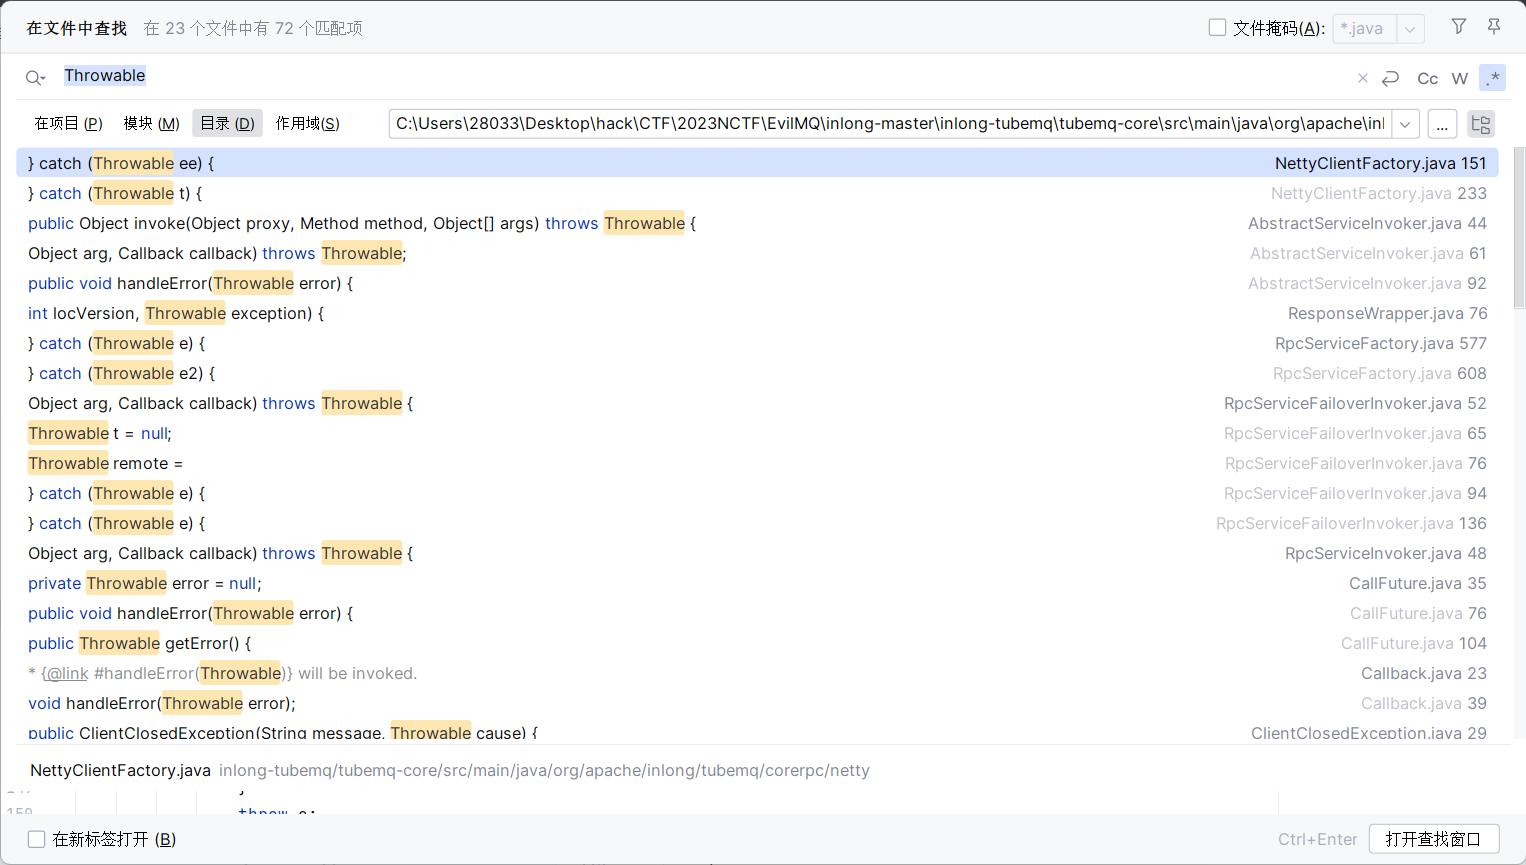 在文件中查找 在 23 个文件中有 72 个匹配项 文件掩码(A): *.java
Throwable Cc W .*
在项目 (P) 模块 (M) 目录 (D) 作用域(S) C:\Users\28033\Desktop\hack\CTF\2023NCTF\EvilMQ\inlong-master\inlong-tubemq\tubemq-core\src\main\java\org\apache\inl ...
} catch (Throwable ee) { NettyClientFactory.java 151
} catch (Throwable t) { NettyClientFactory.java 233
public Object invoke(Object proxy, Method method, Object[] args) throws Throwable { AbstractServiceInvoker.java 44
Object arg, Callback callback) throws Throwable; AbstractServiceInvoker.java 61
public void handleError(Throwable error) { AbstractServiceInvoker.java 92
int locVersion, Throwable exception) { ResponseWrapper.java 76
} catch (Throwable e) { RpcServiceFactory.java 577
} catch (Throwable e2) { RpcServiceFactory.java 608
Object arg, Callback callback) throws Throwable { RpcServiceFailoverInvoker.java 52
Throwable t = null; RpcServiceFailoverInvoker.java 65
Throwable remote = RpcServiceFailoverInvoker.java 76
} catch (Throwable e) { RpcServiceFailoverInvoker.java 94
} catch (Throwable e) { RpcServiceFailoverInvoker.java 136
Object arg, Callback callback) throws Throwable { RpcServiceInvoker.java 48
private Throwable error = null; CallFuture.java 35
public void handleError(Throwable error) { CallFuture.java 76
public Throwable getError() { CallFuture.java 104
* {@link #handleError(Throwable)} will be invoked. Callback.java 23
void handleError(Throwable error); Callback.java 39
public ClientClosedException(String message, Throwable cause) { ClientClosedException.java 29
NettyClientFactory.java inlong-tubemq/tubemq-core/src/main/java/org/apache/inlong/tubemq/corerpc/netty
150 throw e;
在新标签打开 (B) Ctrl+Enter 打开查找窗口